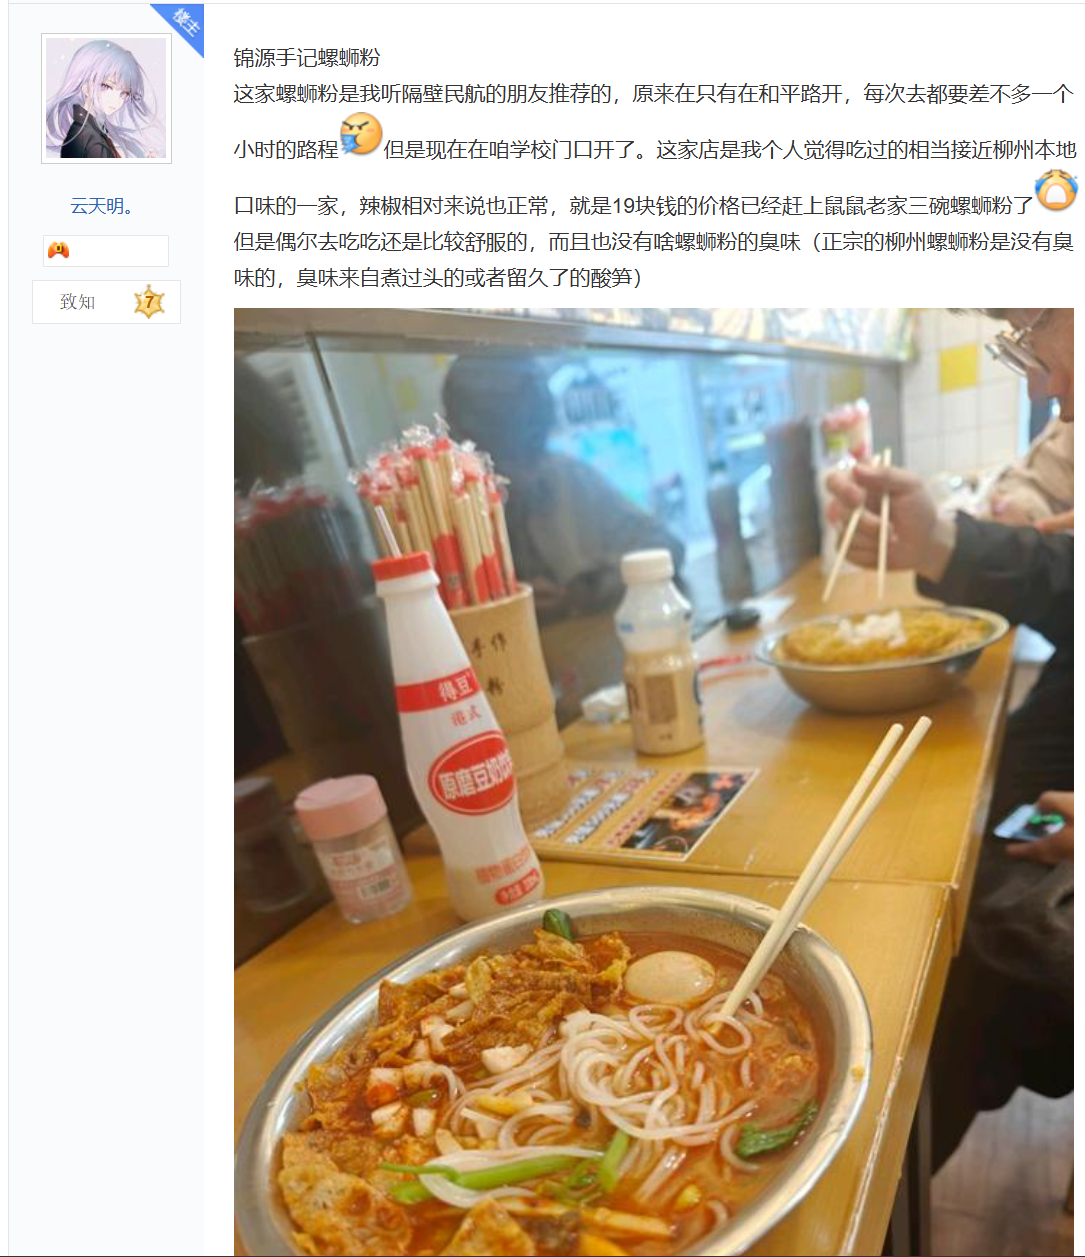 楼主
云天明。
致知
7
锦源手记螺蛳粉
这家螺蛳粉是我听隔壁民航的朋友推荐的，原来在只有在和平路开，每次去都要差不多一个
小时的路程但是现在在咱学校门口开了。这家店是我个人觉得吃过的相当接近柳州本地
口味的一家，辣椒相对来说也正常，就是19块钱的价格已经赶上鼠鼠老家三碗螺蛳粉了
但是偶尔去吃吃还是比较舒服的，而且也没有啥螺蛳粉的臭味（正宗的柳州螺蛳粉是没有臭
味的，臭味来自煮过头的或者留久了的酸笋）
手作
粉
得豆
港式
原磨豆奶
植物蛋白